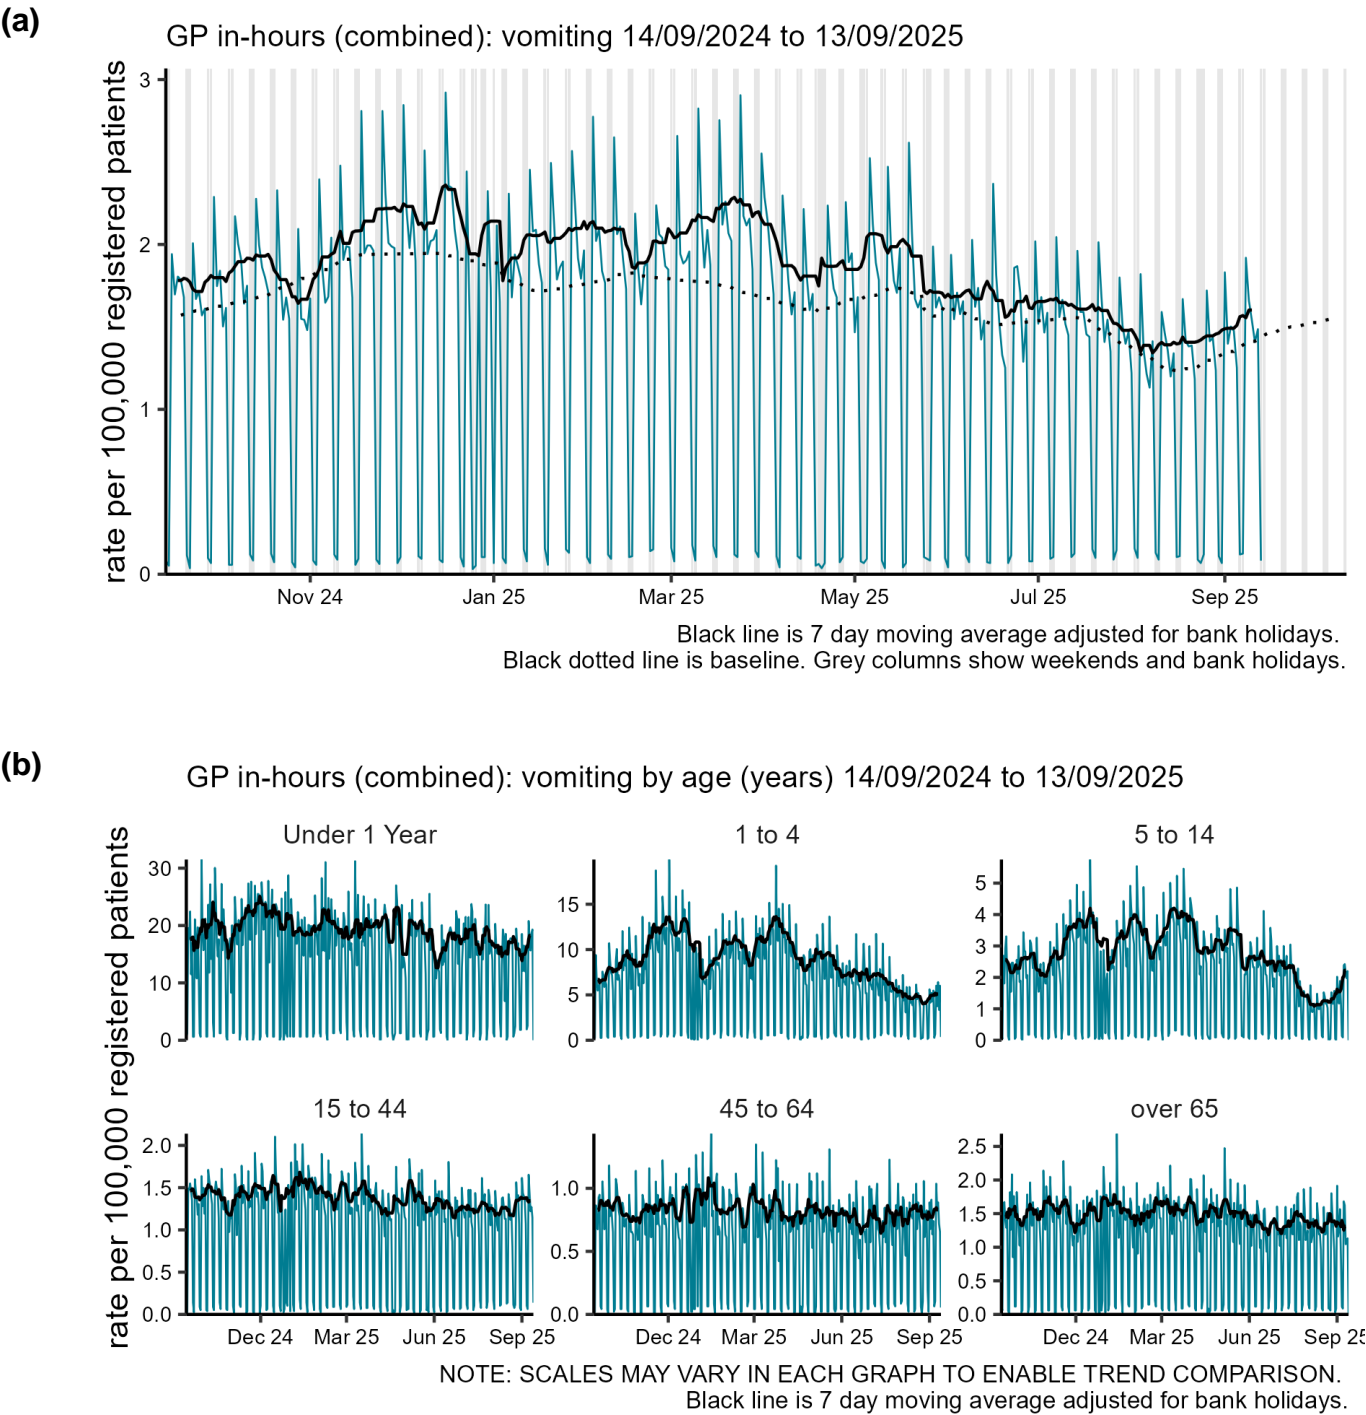 (a)
GP in-hours (combined): vomiting 14/09/2024 to 13/09/2025
rate per 100,000 registered patients
3
2
1
0
Nov 24 Jan 25 Mar 25 May 25 Jul 25 Sep 25
Black line is 7 day moving average adjusted for bank holidays.
Black dotted line is baseline. Grey columns show weekends and bank holidays.
(b)
GP in-hours (combined): vomiting by age (years) 14/09/2024 to 13/09/2025
rate per 100,000 registered patients
Under 1 Year
30
20
10
0
1 to 4
15
10
5
0
5 to 14
5
4
3
2
1
0
15 to 44
2.0
1.5
1.0
0.5
0.0
Dec 24 Mar 25 Jun 25 Sep 25
45 to 64
1.0
0.5
0.0
Dec 24 Mar 25 Jun 25 Sep 25
over 65
2.5
2.0
1.5
1.0
0.5
0.0
Dec 24 Mar 25 Jun 25 Sep 25
NOTE: SCALES MAY VARY IN EACH GRAPH TO ENABLE TREND COMPARISON.
Black line is 7 day moving average adjusted for bank holidays.